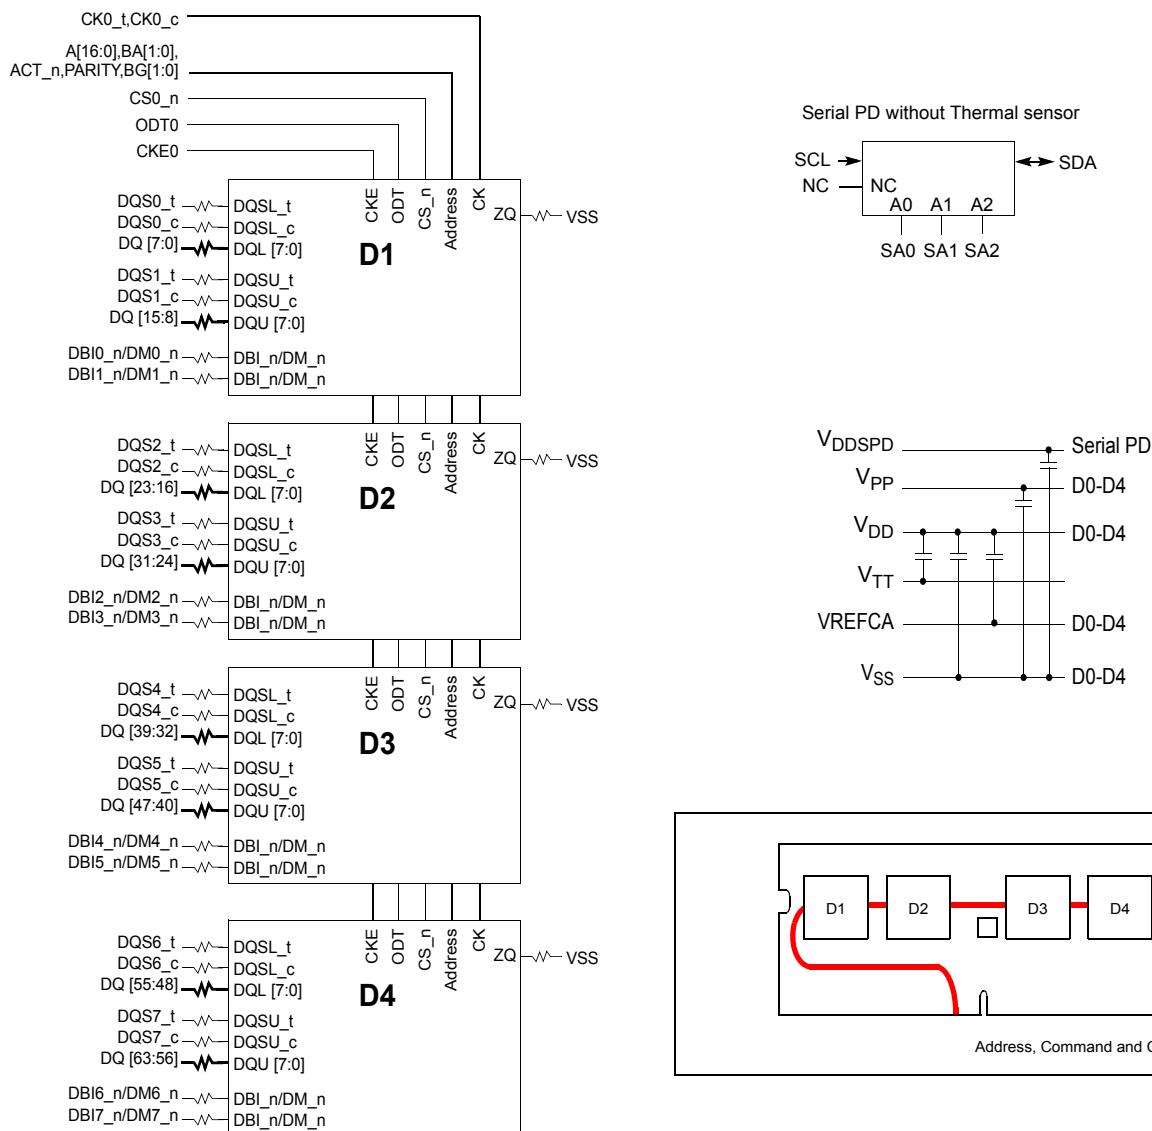 CK0_t,CK0_c
A[16:0],BA[1:0],
ACT_n,PARITY,BG[1:0]
CS0_n
ODT0
CKE0
CKE
ODT
CS_n
Address
CK
DQS0_t
DQS0_c
DQ [7:0]
DQS1_t
DQS1_c
DQ [15:8]
DBI0_n/DM0_n
DBI1_n/DM1_n
DQSL_t
DQSL_c
DQL [7:0]
DQSU_t
DQSU_c
DQU [7:0]
DBI_n/DM_n
DBI_n/DM_n
D1
ZQ
VSS
CKE
ODT
CS_n
Address
CK
DQS2_t
DQS2_c
DQ [23:16]
DQS3_t
DQS3_c
DQ [31:24]
DBI2_n/DM2_n
DBI3_n/DM3_n
DQSL_t
DQSL_c
DQL [7:0]
DQSU_t
DQSU_c
DQU [7:0]
DBI_n/DM_n
DBI_n/DM_n
D2
ZQ
VSS
CKE
ODT
CS_n
Address
CK
DQS4_t
DQS4_c
DQ [39:32]
DQS5_t
DQS5_c
DQ [47:40]
DBI4_n/DM4_n
DBI5_n/DM5_n
DQSL_t
DQSL_c
DQL [7:0]
DQSU_t
DQSU_c
DQU [7:0]
DBI_n/DM_n
DBI_n/DM_n
D3
ZQ
VSS
CKE
ODT
CS_n
Address
CK
DQS6_t
DQS6_c
DQ [55:48]
DQS7_t
DQS7_c
DQ [63:56]
DBI6_n/DM6_n
DBI7_n/DM7_n
DQSL_t
DQSL_c
DQL [7:0]
DQSU_t
DQSU_c
DQU [7:0]
DBI_n/DM_n
DBI_n/DM_n
D4
ZQ
VSS
Serial PD without Thermal sensor
SCL
SDA
NC
NC
A0 A1 A2
SA0 SA1 SA2
VDDSPD
Serial PD
VPP
D0-D4
VDD
D0-D4
VTT
VREFCA
D0-D4
VSS
D0-D4
D1
D2
D3
D4
Address, Command and